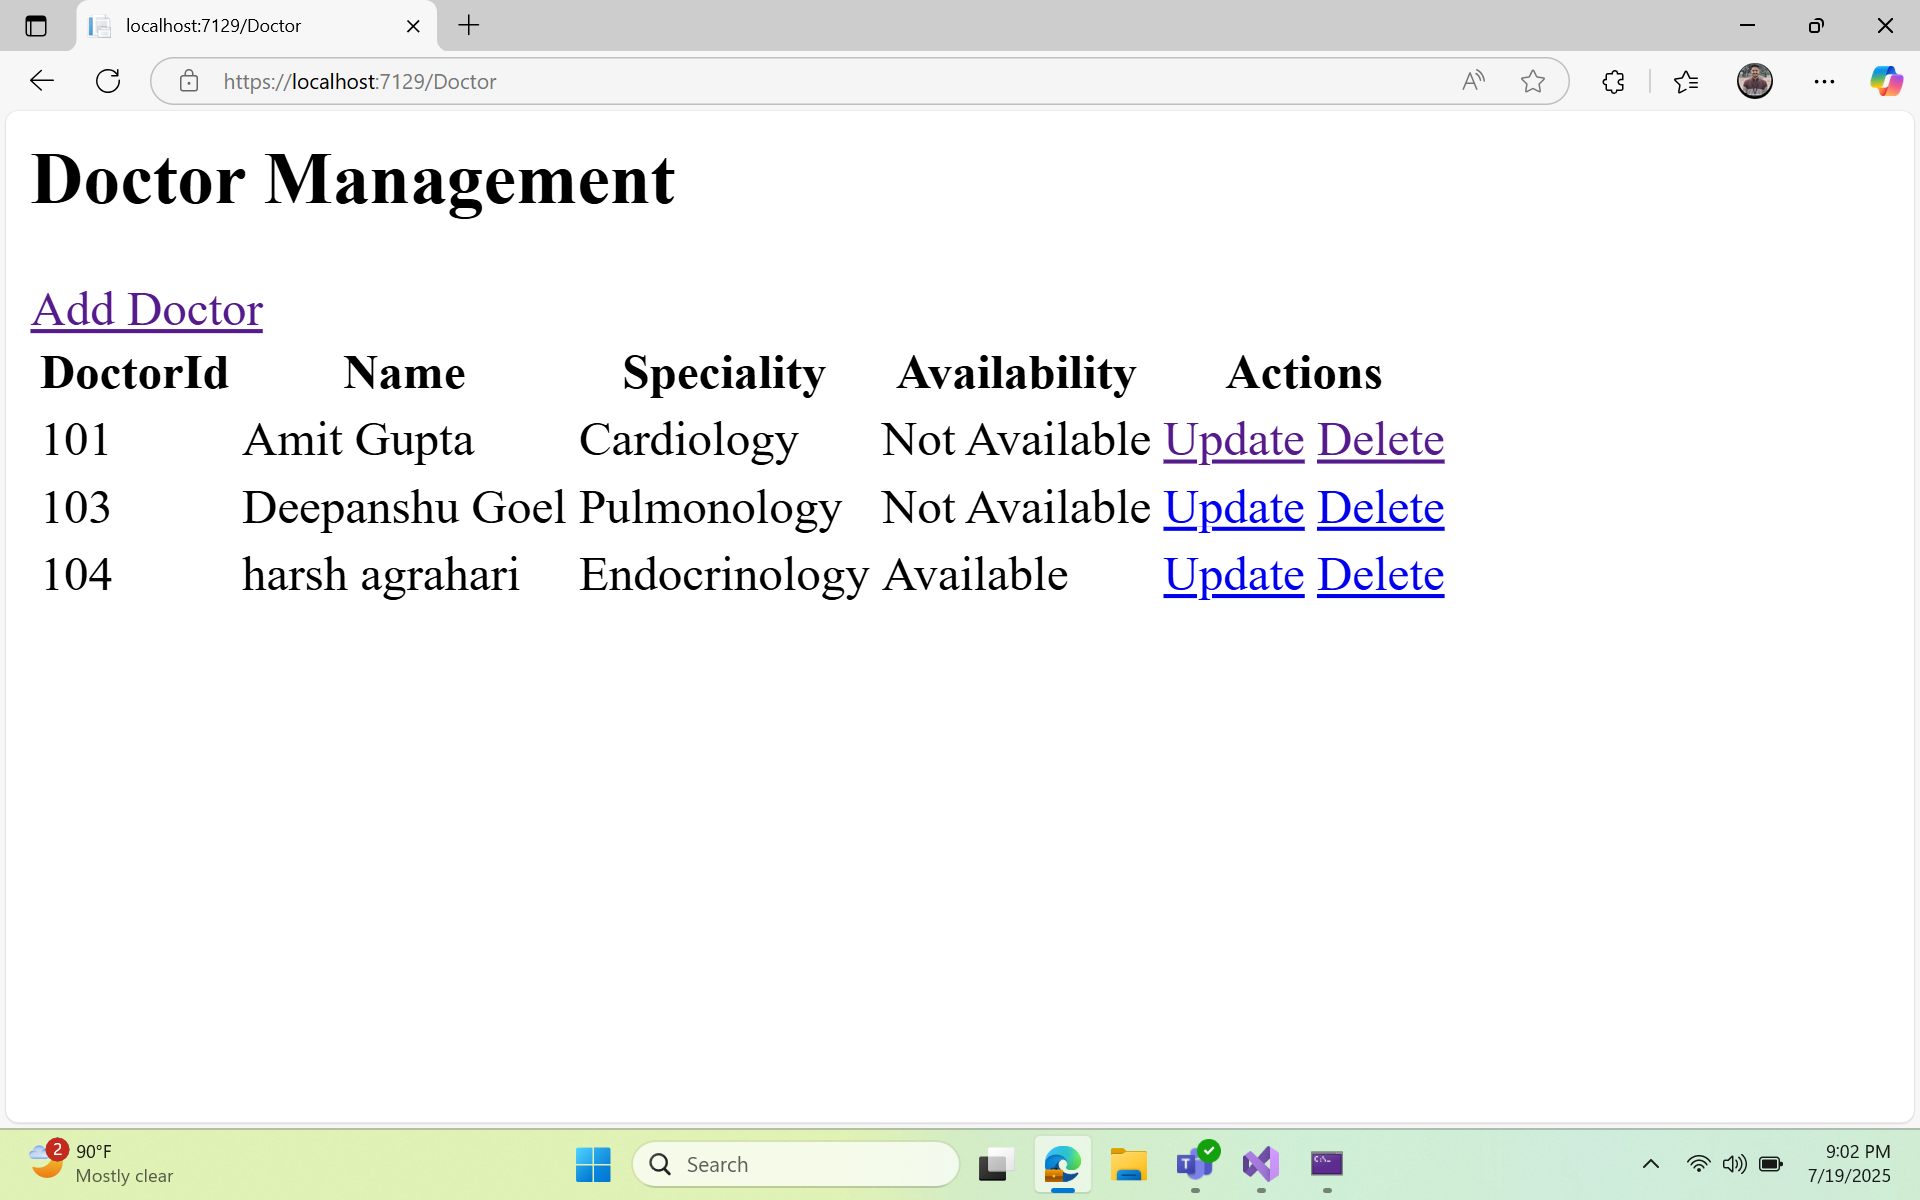 localhost:7129/Doctor
https://localhost:7129/Doctor
Doctor Management
Add Doctor
DoctorId Name Speciality Availability Actions
101 Amit Gupta Cardiology Not Available Update Delete
103 Deepanshu Goel Pulmonology Not Available Update Delete
104 harsh agrahari Endocrinology Available Update Delete
2
90°F
Mostly clear
Search
9:02 PM
7/19/2025